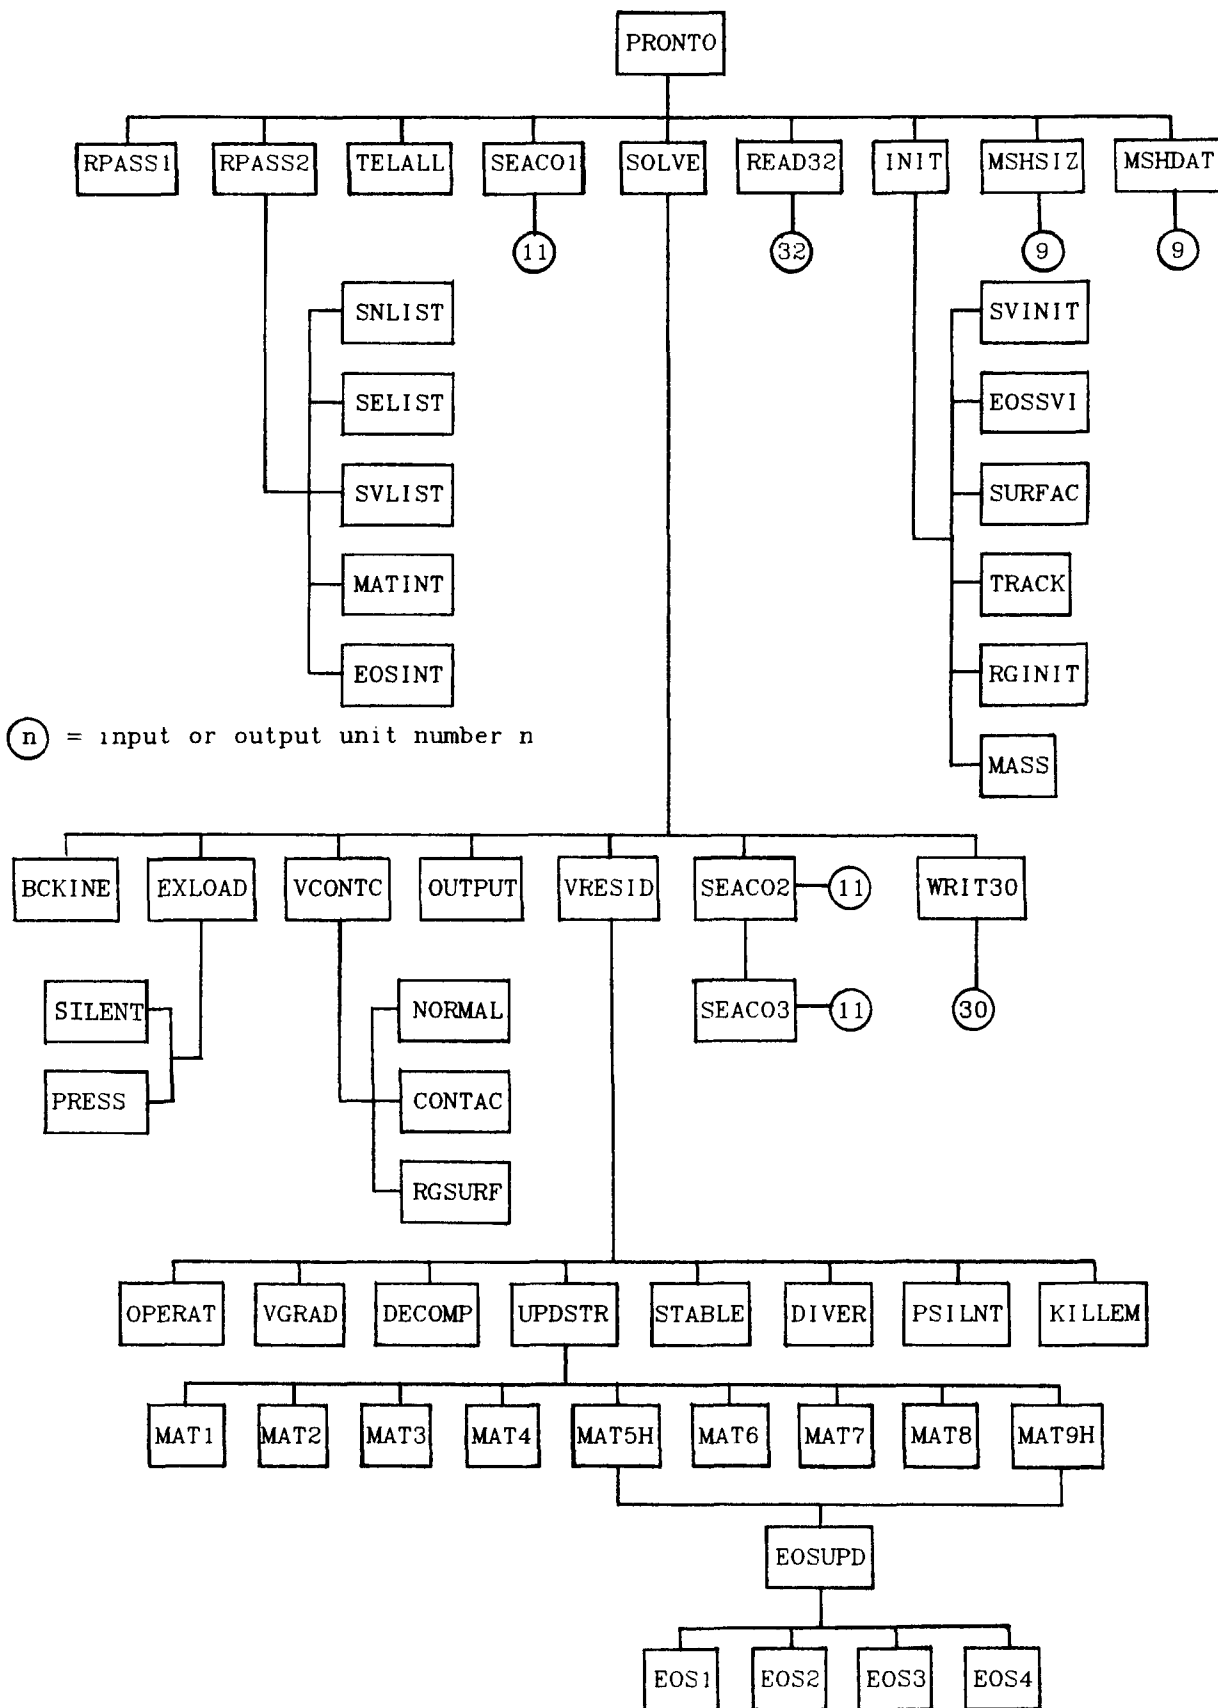 PRONTO
RPASS1 RPASS2 TELALL SEACO1 SOLVE READ32 INIT MSHSIZ MSHDAT
11 32 9 9
SNLIST SVINIT
SELIST EOSSVI
SVLIST SURFAC
MATINT TRACK
EOSINT RGINIT
n = input or output unit number n
MASS
BCKINE EXLOAD VCONTC OUTPUT VRESID SEACO2 11 WRIT30
SILENT NORMAL SEACO3 11 30
PRESS CONTAC
RGSURF
OPERAT VGRAD DECOMP UPDSTR STABLE DIVER PSILNT KILLEM
MAT1 MAT2 MAT3 MAT4 MAT5H MAT6 MAT7 MAT8 MAT9H
EOSUPD
EOS1 EOS2 EOS3 EOS4